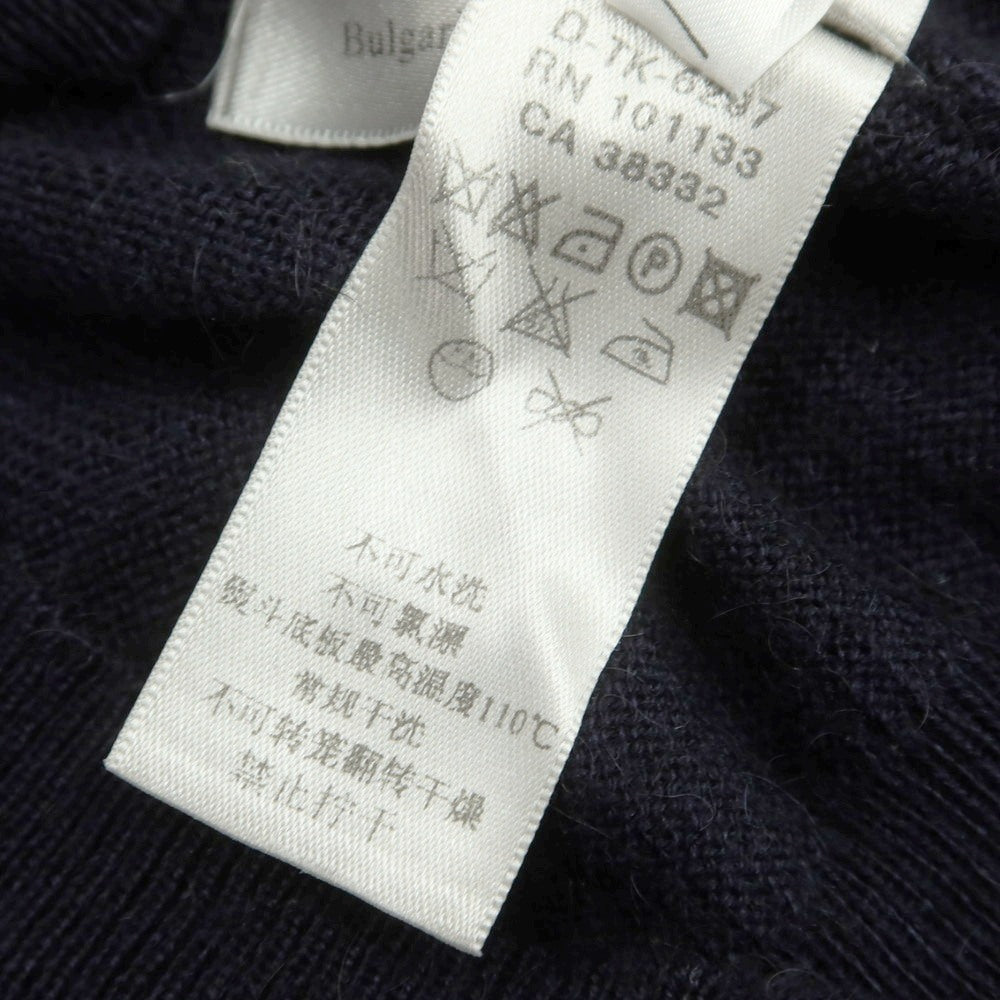 Bulgar
D-TK-6297
RN 101133
CA 38332
P
不可水洗
不可氯漂
熨斗底板最高温度110℃
常规干洗
不可转笼翻转干燥
禁止拧干